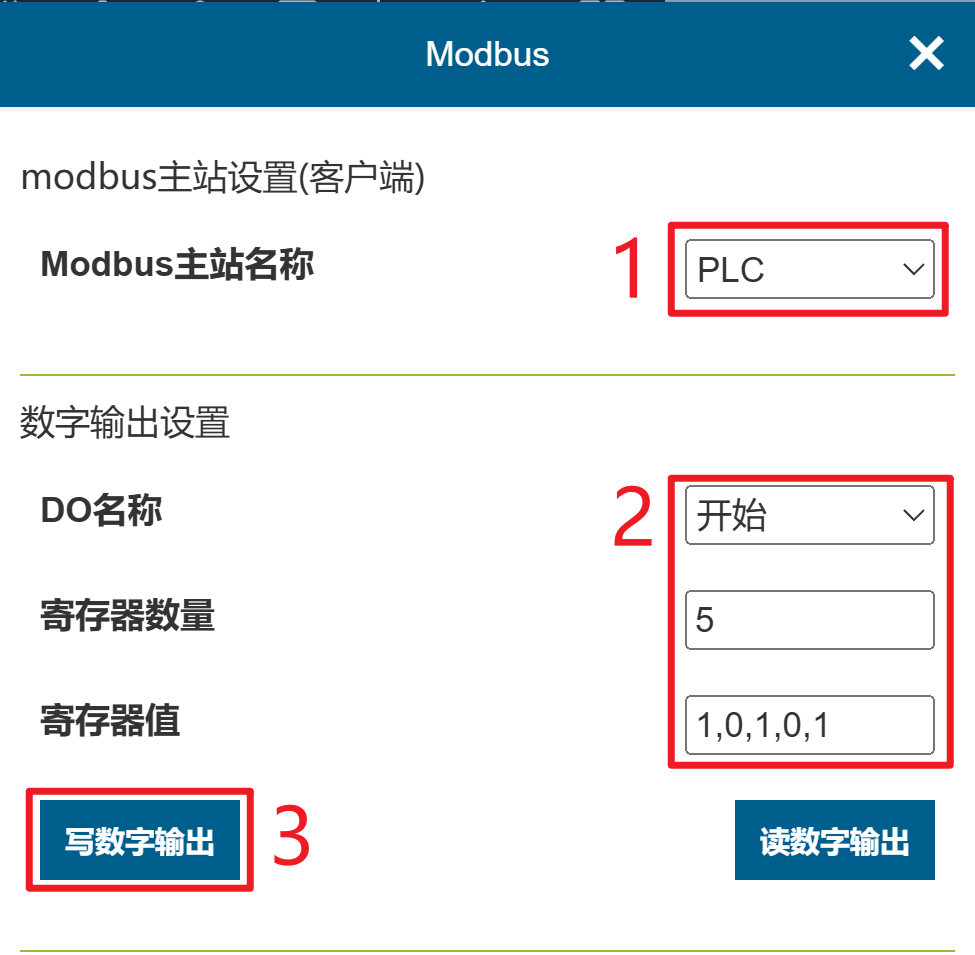 Modbus
modbus主站设置(客户端)
Modbus主站名称
1
PLC
数字输出设置
DO名称
2
开始
寄存器数量
5
寄存器值
1,0,1,0,1
写数字输出
3
读数字输出